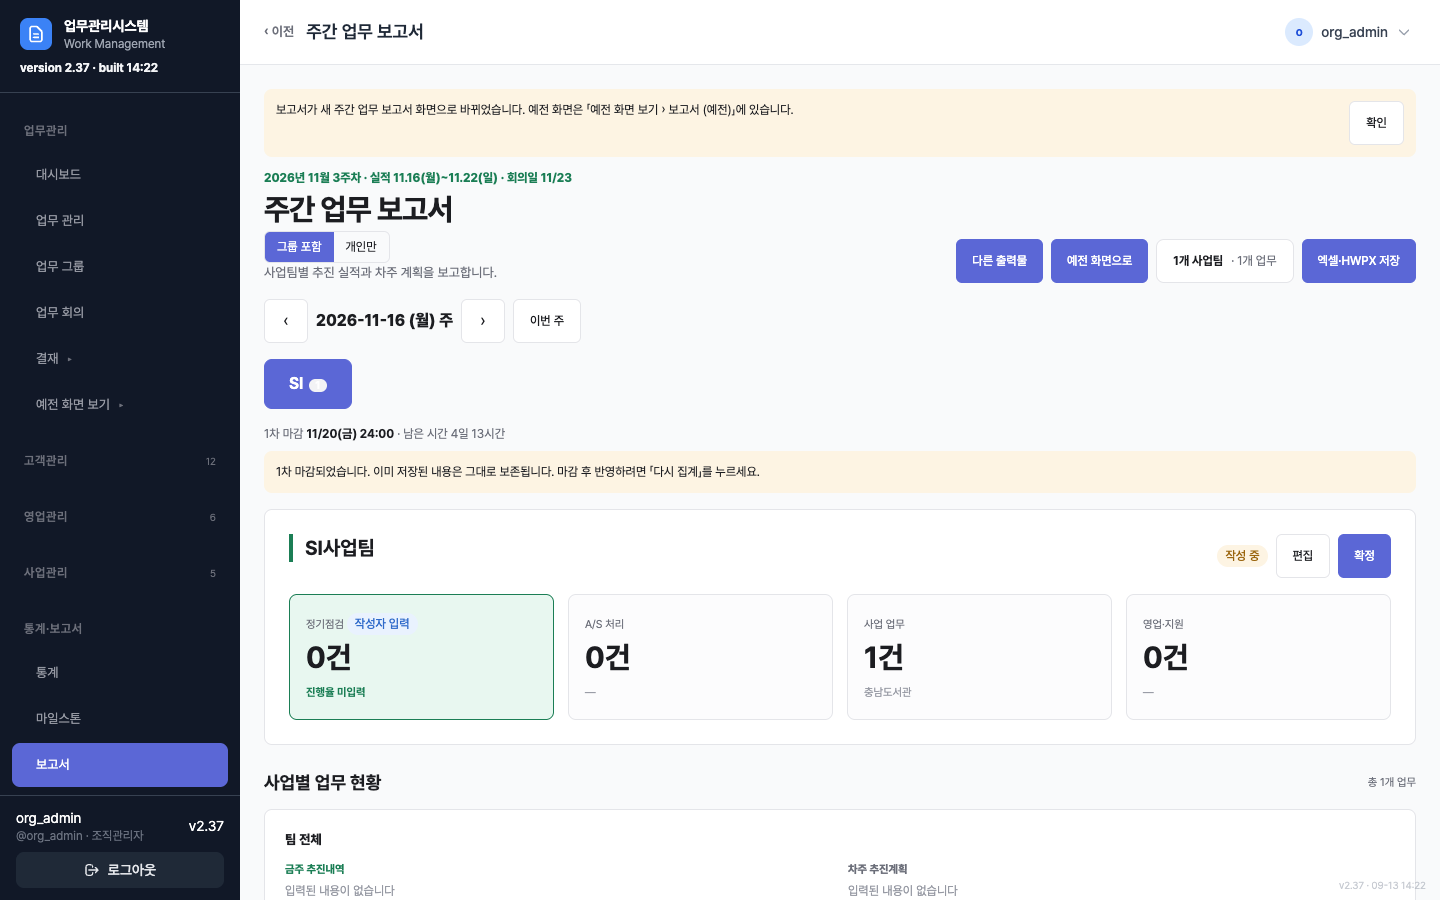 업무관리시스템
Work Management
version 2.37 · built 14:22
업무관리
대시보드
업무 관리
업무 그룹
업무 회의
결재 ▸
예전 화면 보기 ▸
고객관리 12
영업관리 6
사업관리 5
통계·보고서
통계
마일스톤
보고서
org_admin
@org_admin · 조직관리자
v2.37
로그아웃
‹ 이전 주간 업무 보고서
o org_admin
보고서가 새 주간 업무 보고서 화면으로 바뀌었습니다. 예전 화면은 「예전 화면 보기 › 보고서 (예전)」에 있습니다.
확인
2026년 11월 3주차 · 실적 11.16(월)~11.22(일) · 회의일 11/23
주간 업무 보고서
그룹 포함 개인만
사업팀별 추진 실적과 차주 계획을 보고합니다.
다른 출력물 예전 화면으로 1개 사업팀 · 1개 업무 엑셀·HWPX 저장
‹ 2026-11-16 (월) 주 › 이번 주
SI
1차 마감 11/20(금) 24:00 · 남은 시간 4일 13시간
1차 마감되었습니다. 이미 저장된 내용은 그대로 보존됩니다. 마감 후 반영하려면 「다시 집계」를 누르세요.
SI사업팀
작성 중 편집 확정
정기점검 작성자 입력
0건
진행율 미입력
A/S 처리
0건
—
사업 업무
1건
충남도서관
영업·지원
0건
—
사업별 업무 현황
총 1개 업무
팀 전체
금주 추진내역
입력된 내용이 없습니다
차주 추진계획
입력된 내용이 없습니다
v2.37 · 09-13 14:22